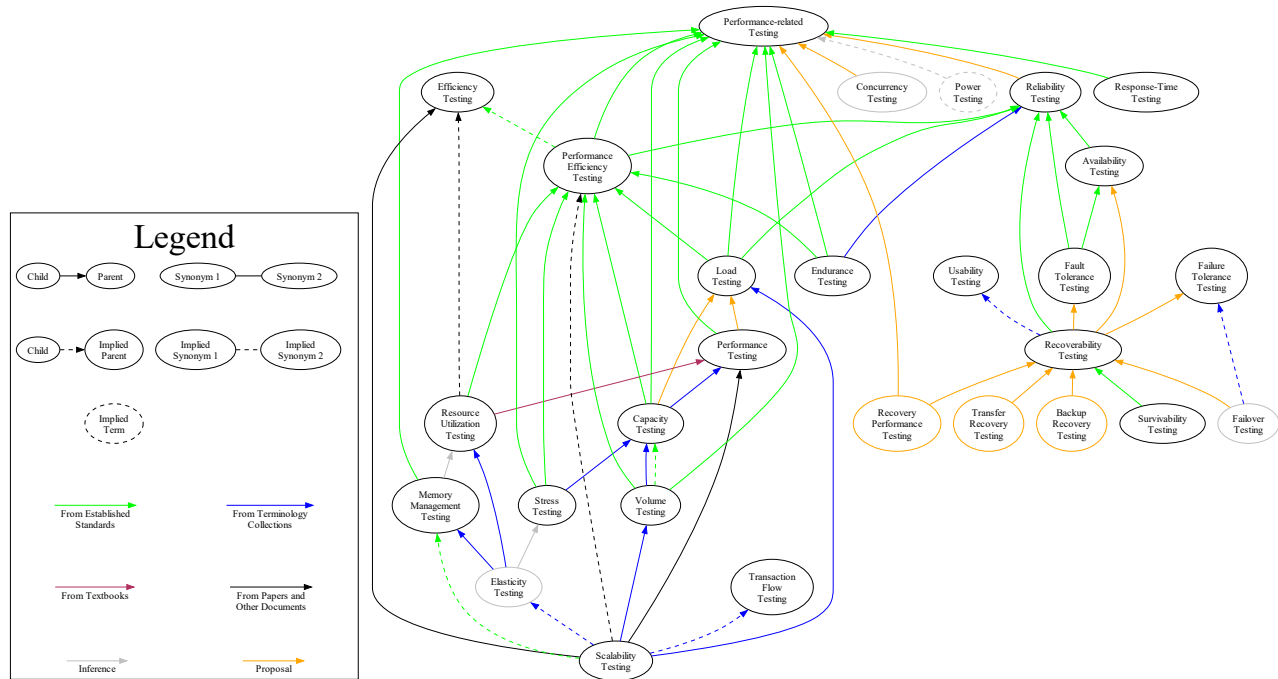 Performance-related
Testing
Efficiency
Testing
Concurrency
Testing
Power
Testing
Reliability
Testing
Response-Time
Testing
Performance
Efficiency
Testing
Availability
Testing
Load
Testing
Endurance
Testing
Usability
Testing
Fault
Tolerance
Testing
Failure
Tolerance
Testing
Performance
Testing
Recoverability
Testing
Resource
Utilization
Testing
Capacity
Testing
Recovery
Performance
Testing
Transfer
Recovery
Testing
Backup
Recovery
Testing
Survivability
Testing
Failover
Testing
Memory
Management
Testing
Stress
Testing
Volume
Testing
Elasticity
Testing
Transaction
Flow
Testing
Scalability
Testing
Legend
Child
Parent
Synonym 1
Synonym 2
Child
Implied
Parent
Implied
Synonym 1
Implied
Synonym 2
Implied
Term
From Established
Standards
From Terminology
Collections
From Textbooks
From Papers and
Other Documents
Inference
Proposal